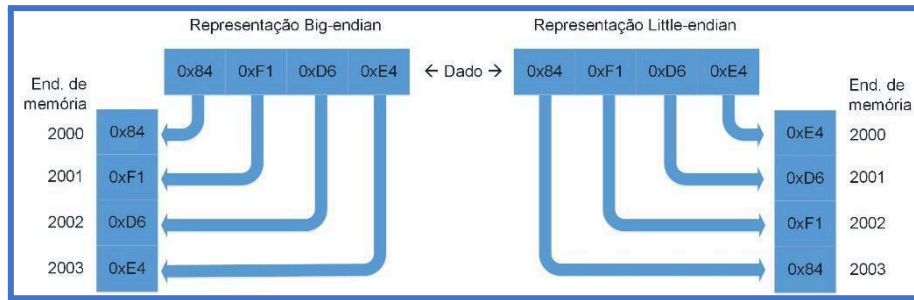 Representação Big-endian
Representação Little-endian
0x84 0xF1 0xD6 0xE4
← Dado →
0x84 0xF1 0xD6 0xE4
End. de
memória
2000 0x84
2001 0xF1
2002 0xD6
2003 0xE4
End. de
memória
0xE4 2000
0xD6 2001
0xF1 2002
0x84 2003